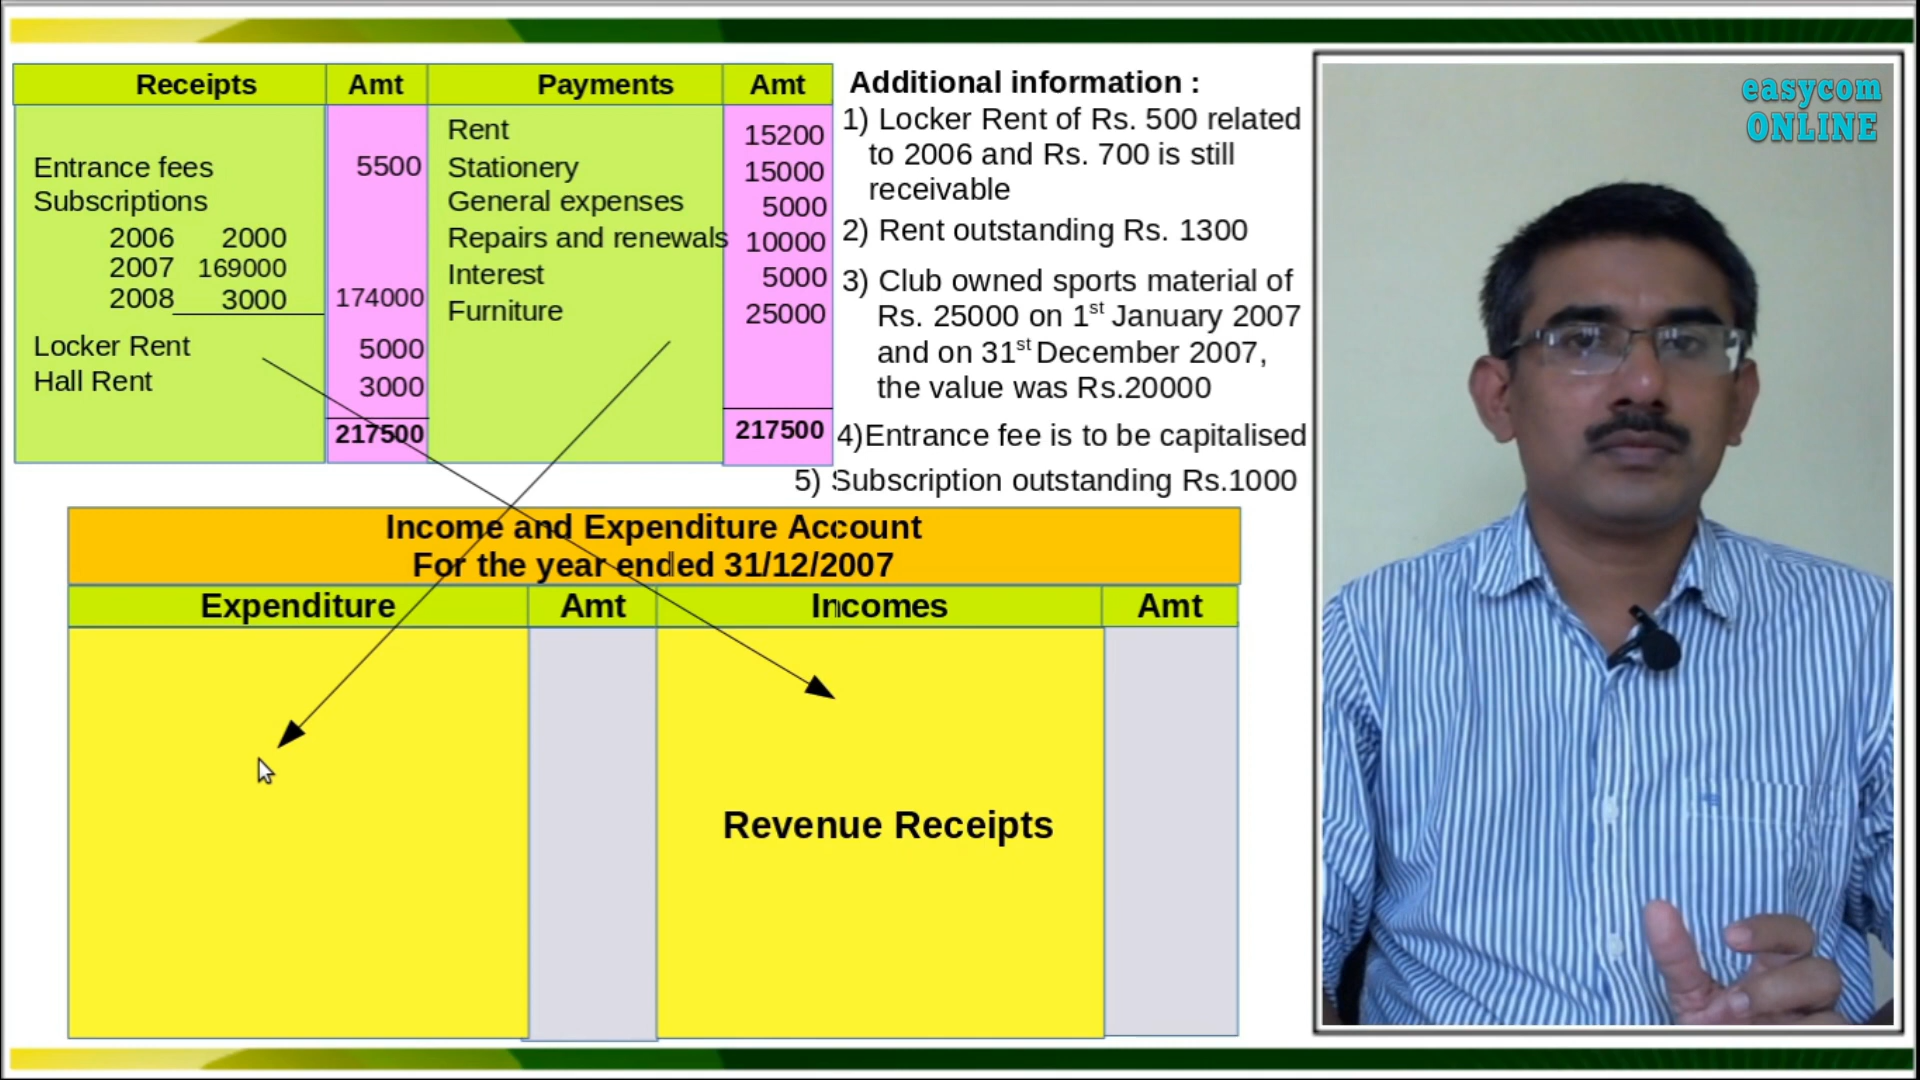 easycom
ONLINE
Receipts Amt Payments Amt
Rent 15200
Entrance fees 5500 Stationery 15000
Subscriptions General expenses 5000
2006 2000 Repairs and renewals 10000
2007 169000 Interest 5000
2008 3000 174000 Furniture 25000
Locker Rent 5000
Hall Rent 3000
217500 217500
Additional information :
1) Locker Rent of Rs. 500 related
to 2006 and Rs. 700 is still
receivable
2) Rent outstanding Rs. 1300
3) Club owned sports material of
Rs. 25000 on 1st January 2007
and on 31st December 2007,
the value was Rs.20000
4)Entrance fee is to be capitalised
5) Subscription outstanding Rs.1000
Income and Expenditure Account
For the year ended 31/12/2007
Expenditure Amt Incomes Amt
Revenue Receipts